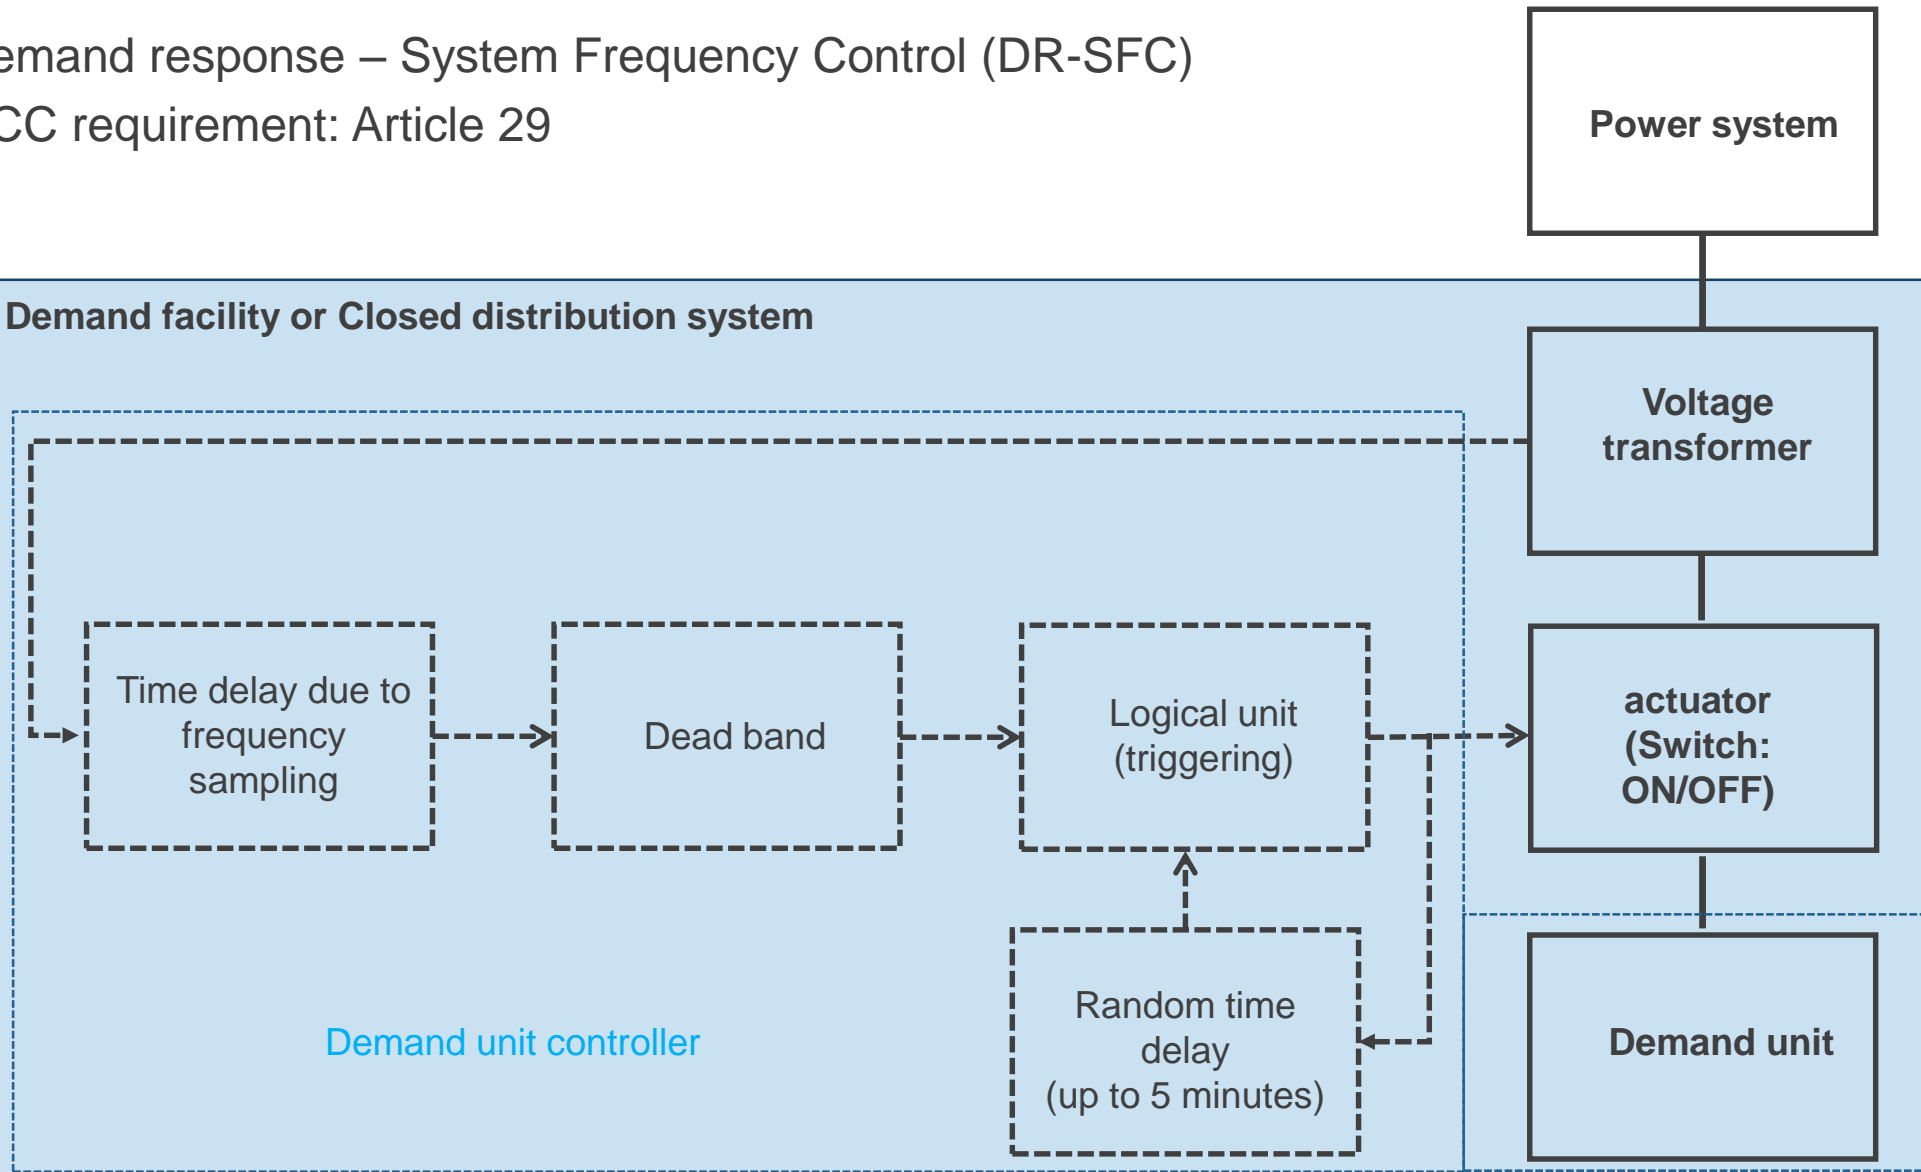 emand response – System Frequency Control (DR-SFC)
CC requirement: Article 29
Power system
Demand facility or Closed distribution system
Voltage
transformer
Time delay due to
frequency
sampling
Dead band
Logical unit
(triggering)
actuator
(Switch:
ON/OFF)
Random time
delay
(up to 5 minutes)
Demand unit controller
Demand unit